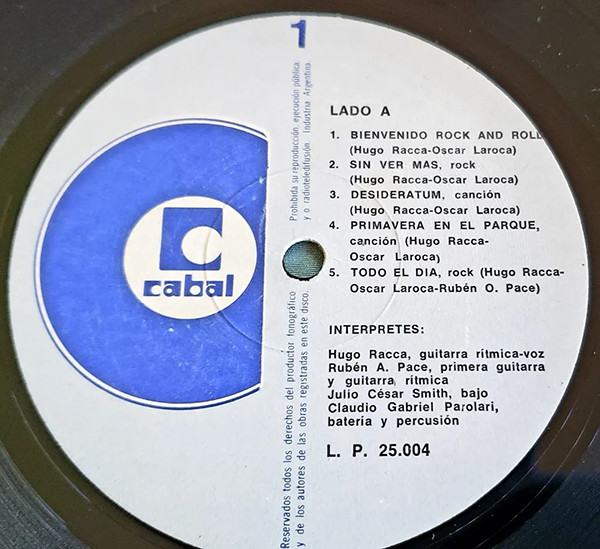 1
Prohibida su reproducción, ejecución pública
y o radioteledifusión. Industria Argentina
Reservados todos los derechos del productor fonográfico
y de los autores de las obras registradas en este disco.
cabal
LADO A
1. BIENVENIDO ROCK AND ROLL
(Hugo Racca-Oscar Laroca)
2. SIN VER MAS, rock
(Hugo Racca-Oscar Laroca)
3. DESIDERATUM, canción
(Hugo Racca-Oscar Laroca)
4. PRIMAVERA EN EL PARQUE,
canción (Hugo Racca-
Oscar Laroca)
5. TODO EL DIA, rock (Hugo Racca-
Oscar Laroca-Rubén O. Pace)
INTERPRETES:
Hugo Racca, guitarra rítmica-voz
Rubén A. Pace, primera guitarra
y guitarra rítmica
Julio César Smith, bajo
Claudio Gabriel Parolari,
batería y percusión
L. P. 25.004